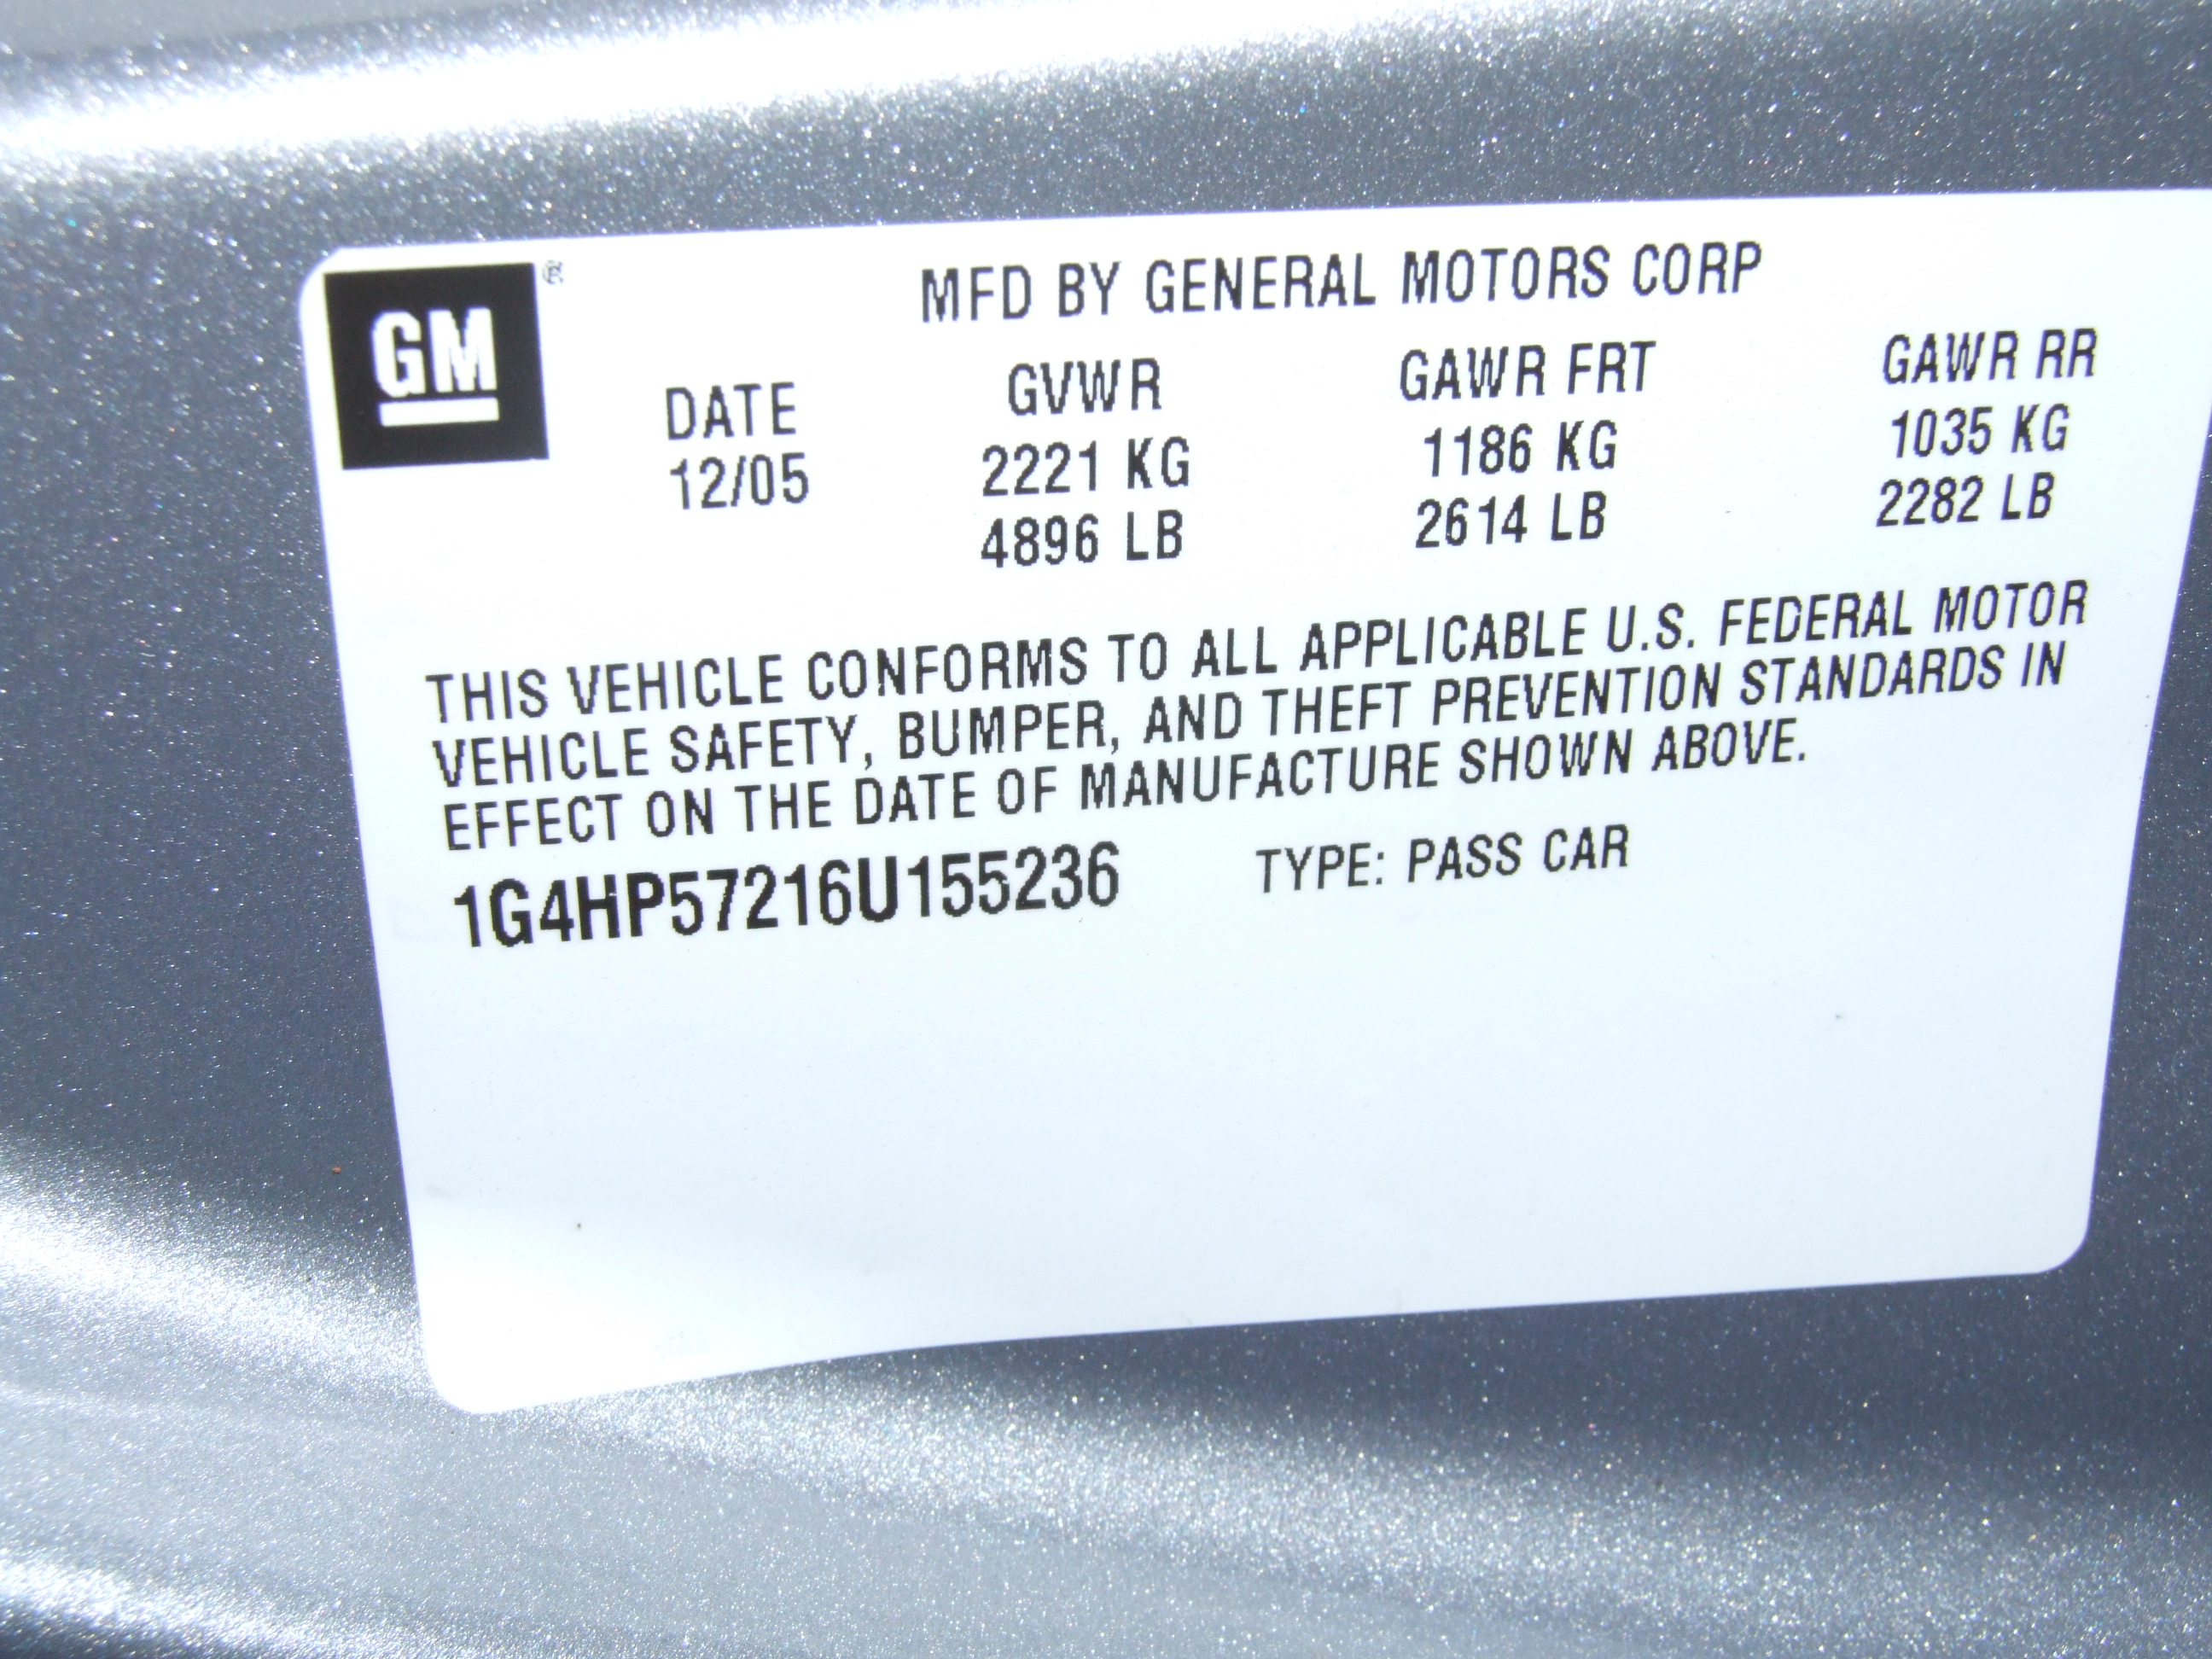 GM ®
MFD BY GENERAL MOTORS CORP
DATE GVWR GAWR FRT GAWR RR
12/05 2221 KG 1186 KG 1035 KG
4896 LB 2614 LB 2282 LB
THIS VEHICLE CONFORMS TO ALL APPLICABLE U.S. FEDERAL MOTOR
VEHICLE SAFETY, BUMPER, AND THEFT PREVENTION STANDARDS IN
EFFECT ON THE DATE OF MANUFACTURE SHOWN ABOVE.
1G4HP57216U155236 TYPE: PASS CAR